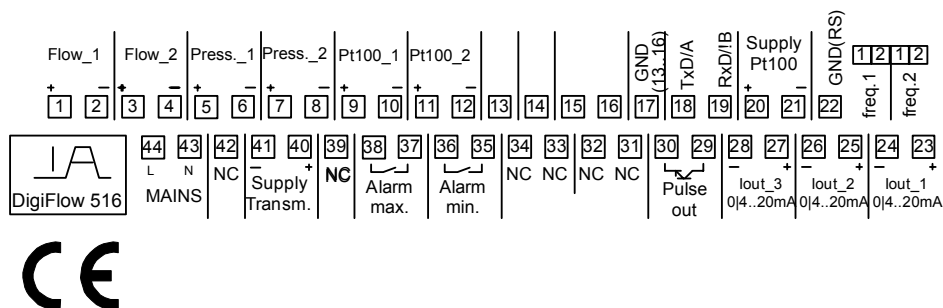 Flow_1 Flow_2 Press._1 Press._2 Pt100_1 Pt100_2 GND (13..16) TxD/A RxD/!B Supply Pt100 GND(RS) 1 2 1 2
freq.1 freq.2
+ − + − + − + − + − + − + −
1 2 3 4 5 6 7 8 9 10 11 12 13 14 15 16 17 18 19 20 21 22
44 43 42 41 40 39 38 37 36 35 34 33 32 31 30 29 28 27 26 25 24 23
L N − + − + − + − +
MAINS NC Supply Transm. NC Alarm max. Alarm min. NC NC NC NC Pulse out Iout_3 0|4..20mA Iout_2 0|4..20mA Iout_1 0|4..20mA
DigiFlow 516
CE